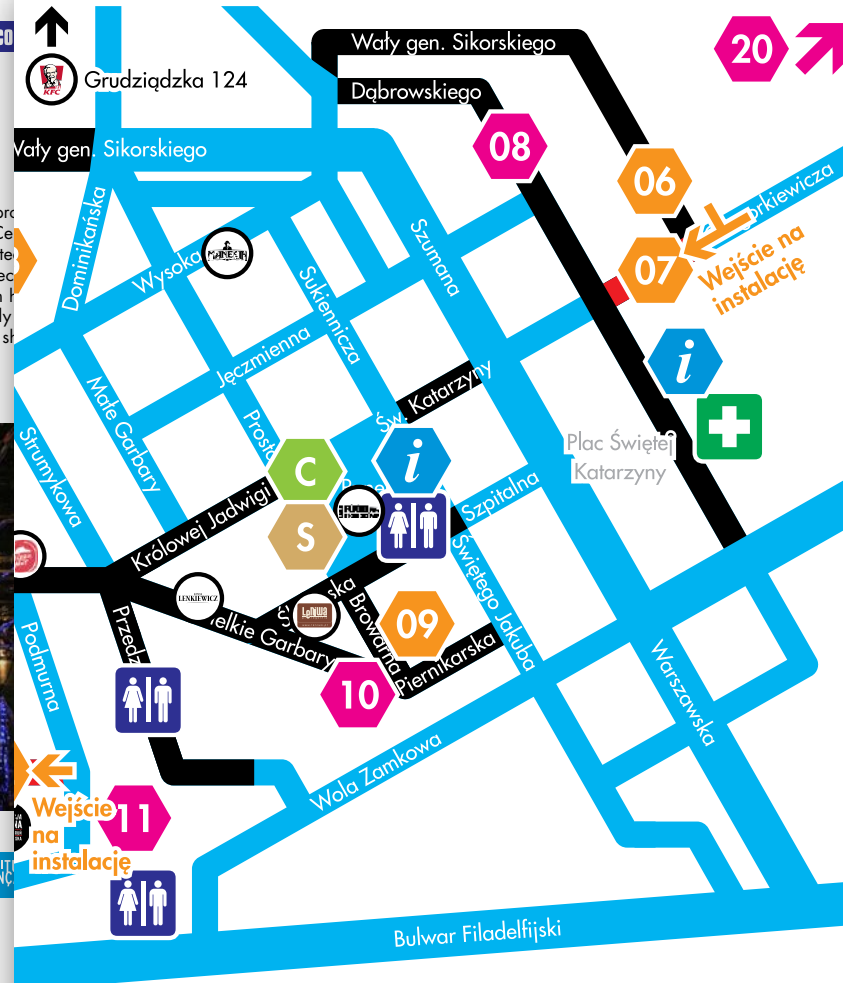 Wały gen. Sikorskiego
20
KFC
Grudziądzka 124
Dąbrowskiego
08
Wały gen. Sikorskiego
06
07
Wejście na
instalację
Dominikańska
Wysoka
Szumana
Sukiennicza
Jęczmienna
Małe Garbary
Prosta
Św. Katarzyny
i
i
Plac Świętej
Katarzyny
Strumykowa
C
S
Szpitalna
Królowej Jadwigi
LENKIEWICZ
Świętego Jakuba
Browarna
09
Piernikarska
10
Podmurna
Warszawska
Wola Zamkowa
11
Wejście
na
instalację
Bulwar Filadelfijski